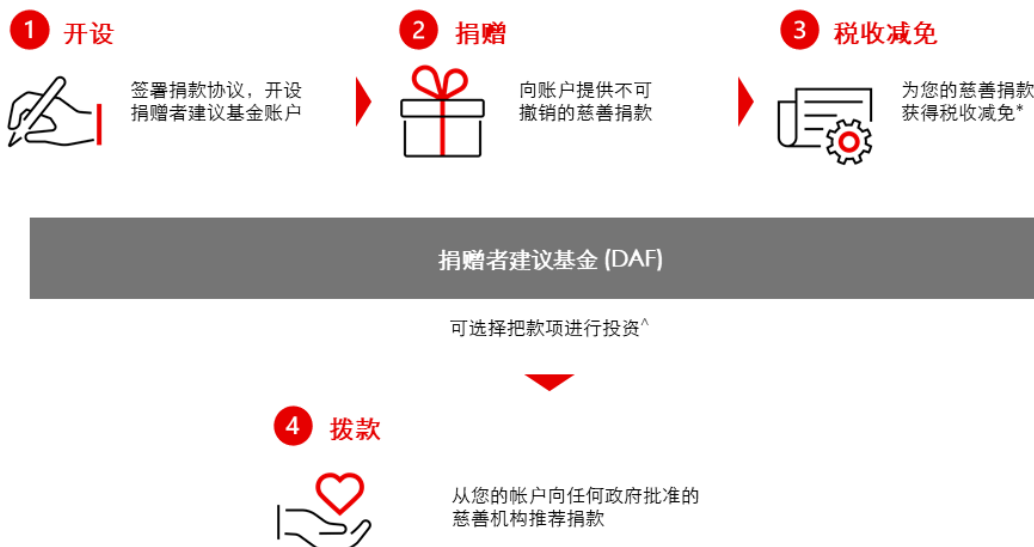 1 开设
签署捐款协议，开设
捐赠者建议基金账户
2 捐赠
向账户提供不可
撤销的慈善捐款
3 税收减免
为您的慈善捐款
获得税收减免*
捐赠者建议基金 (DAF)
可选择把款项进行投资^
4 拨款
从您的帐户向任何政府批准的
慈善机构推荐捐款